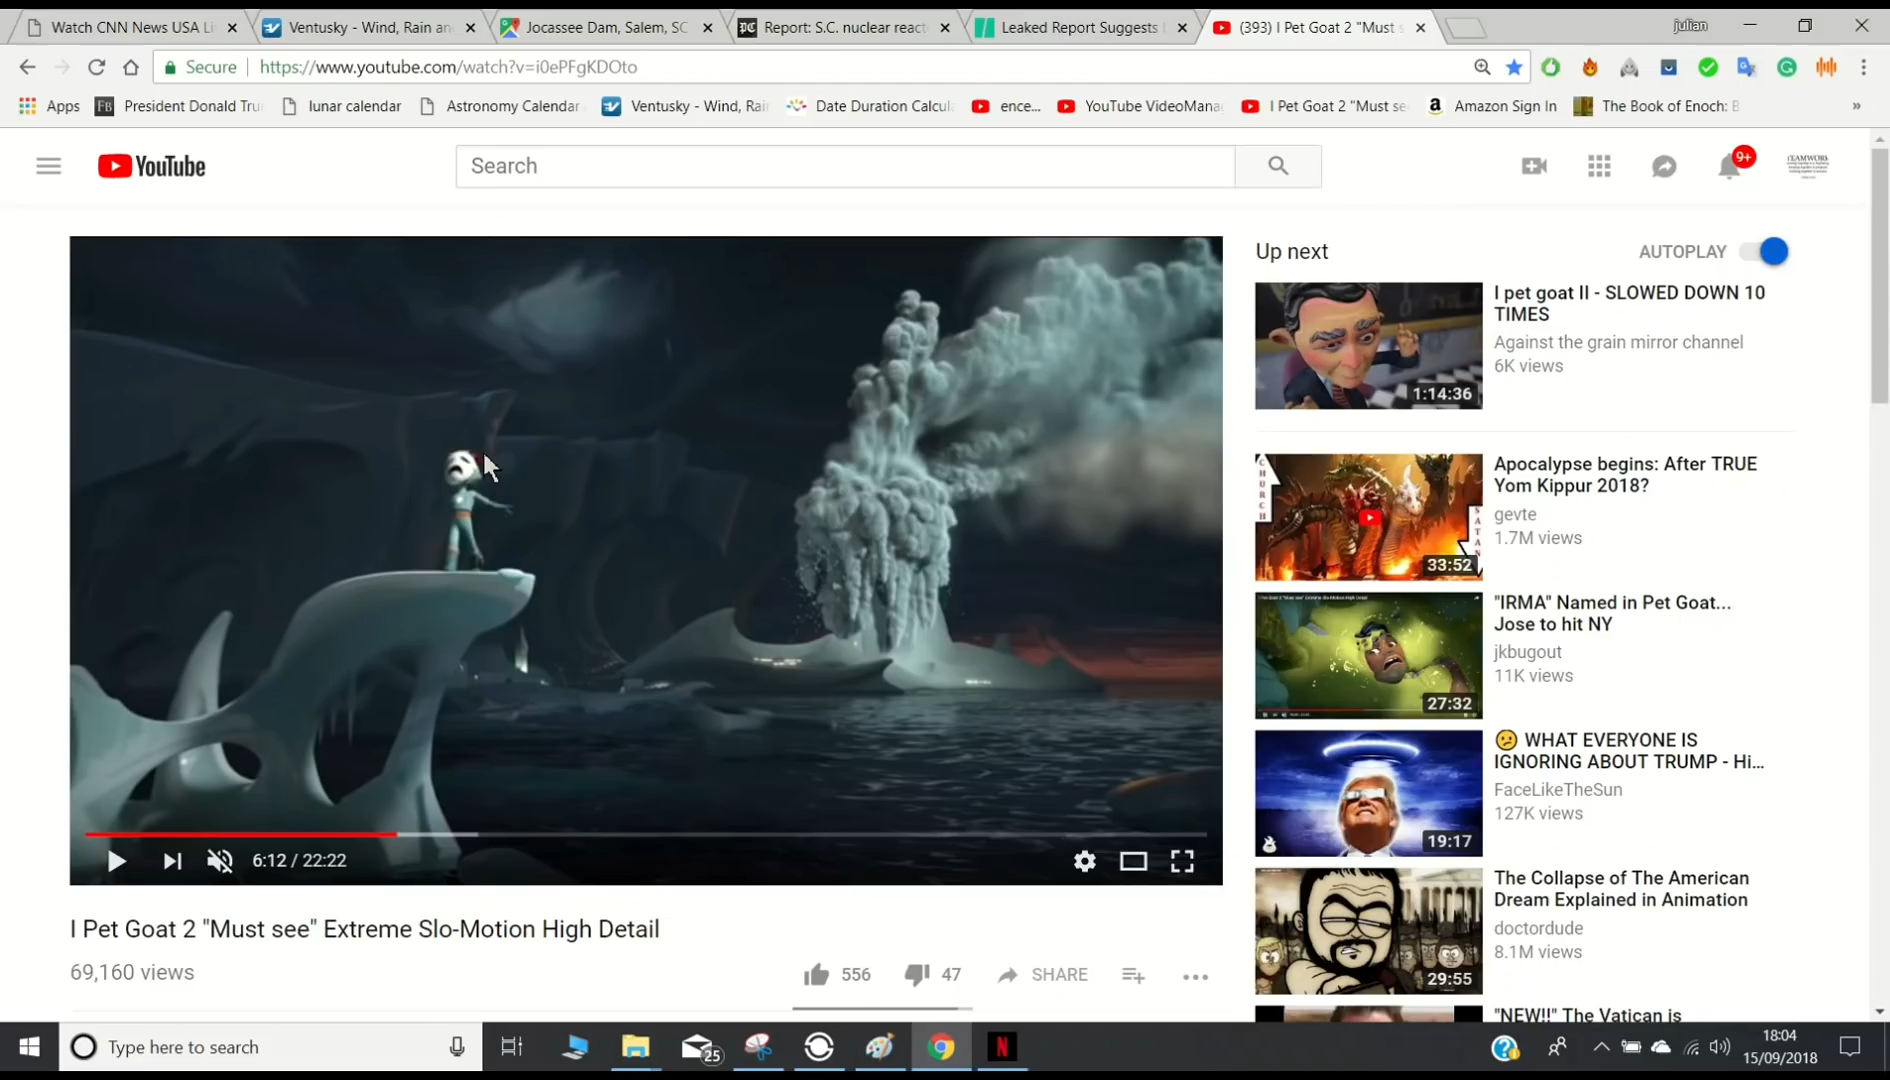 Watch CNN News USA Li
Ventusky - Wind, Rain an
Jocassee Dam, Salem, SC
PC Report: S.C. nuclear react
Leaked Report Suggests
(393) I Pet Goat 2 "Must s
julian
Secure
https://www.youtube.com/watch?v=i0ePFgKDOto
Apps
FB President Donald Tru
lunar calendar
Astronomy Calendar
Ventusky - Wind, Rai
Date Duration Calcul
ence...
YouTube VideoMana
I Pet Goat 2 "Must se
a Amazon Sign In
The Book of Enoch: B
»
YouTube
Search
9+
TEAMWORK
Up next
AUTOPLAY
I pet goat II - SLOWED DOWN 10
TIMES
Against the grain mirror channel
6K views
1:14:36
CHURCH
SATAN
33:52
Apocalypse begins: After TRUE
Yom Kippur 2018?
gevte
1.7M views
27:32
"IRMA" Named in Pet Goat...
Jose to hit NY
jkbugout
11K views
19:17
WHAT EVERYONE IS
IGNORING ABOUT TRUMP - Hi...
FaceLikeTheSun
127K views
29:55
The Collapse of The American
Dream Explained in Animation
doctordude
8.1M views
"NEW!!" The Vatican is
6:12 / 22:22
I Pet Goat 2 "Must see" Extreme Slo-Motion High Detail
69,160 views
556
47
SHARE
Type here to search
25
N
18:04
15/09/2018